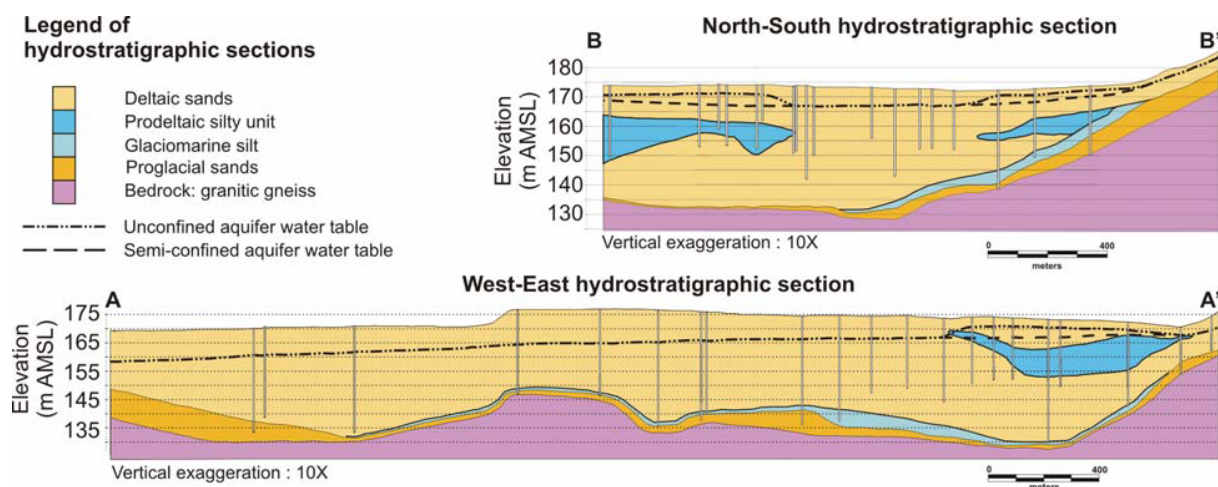 Legend of
hydrostratigraphic sections
Deltaic sands
Prodeltaic silty unit
Glaciomarine silt
Proglacial sands
Bedrock: granitic gneiss
Unconfined aquifer water table
Semi-confined aquifer water table
North-South hydrostratigraphic section
B
B'
180
170
160
150
140
130
Elevation
(m AMSL)
Vertical exaggeration : 10X
0 400
meters
West-East hydrostratigraphic section
A
A'
175
165
155
145
135
Elevation
(m AMSL)
Vertical exaggeration : 10X
0 400
meters